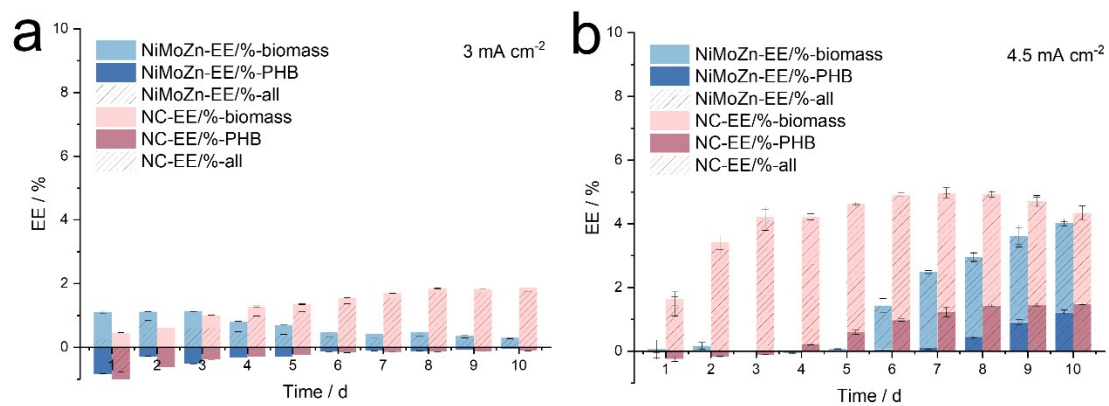 a
10
8
6
4
2
0
EE / %
NiMoZn-EE/%-biomass
NiMoZn-EE/%-PHB
NiMoZn-EE/%-all
NC-EE/%-biomass
NC-EE/%-PHB
NC-EE/%-all
3 mA cm-2
1 2 3 4 5 6 7 8 9 10
Time / d
b
10
8
6
4
2
0
EE / %
NiMoZn-EE/%-biomass
NiMoZn-EE/%-PHB
NiMoZn-EE/%-all
NC-EE/%-biomass
NC-EE/%-PHB
NC-EE/%-all
4.5 mA cm-2
1 2 3 4 5 6 7 8 9 10
Time / d